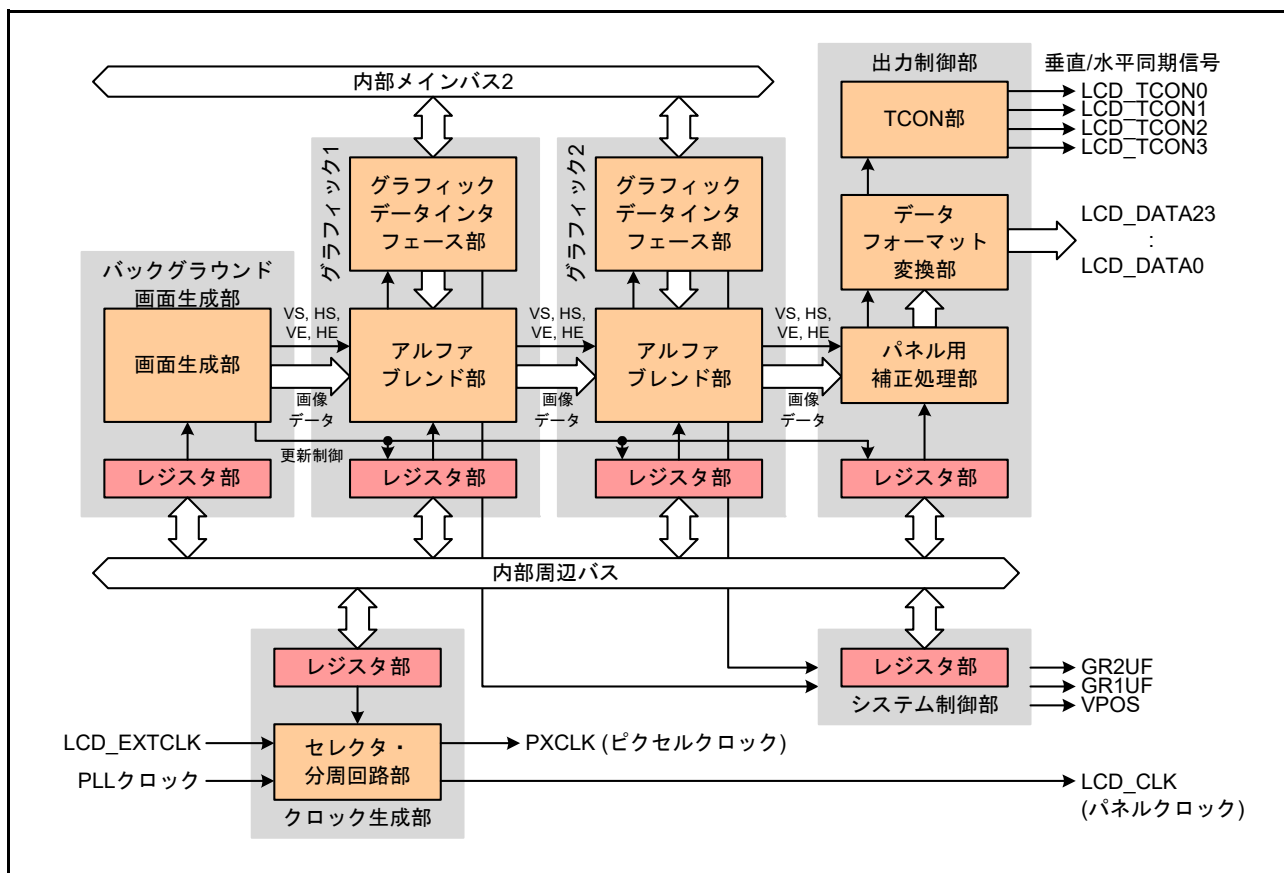 内部メインバス2
出力制御部
垂直/水平同期信号
TCON部
LCD_TCON0
LCD_TCON1
LCD_TCON2
LCD_TCON3
グラフィック1
グラフィック
データインタ
フェース部
グラフィック2
グラフィック
データインタ
フェース部
データ
フォーマット
変換部
LCD_DATA23
:
LCD_DATA0
バックグラウンド
画面生成部
画面生成部
VS, HS,
VE, HE
アルファ
ブレンド部
VS, HS,
VE, HE
アルファ
ブレンド部
VS, HS,
VE, HE
パネル用
補正処理部
画像
データ
画像
データ
画像
データ
更新制御
レジスタ部
レジスタ部
レジスタ部
レジスタ部
内部周辺バス
レジスタ部
レジスタ部
システム制御部
GR2UF
GR1UF
VPOS
LCD_EXTCLK
PLLクロック
セレクタ・
分周回路部
クロック生成部
PXCLK (ピクセルクロック)
LCD_CLK
(パネルクロック)